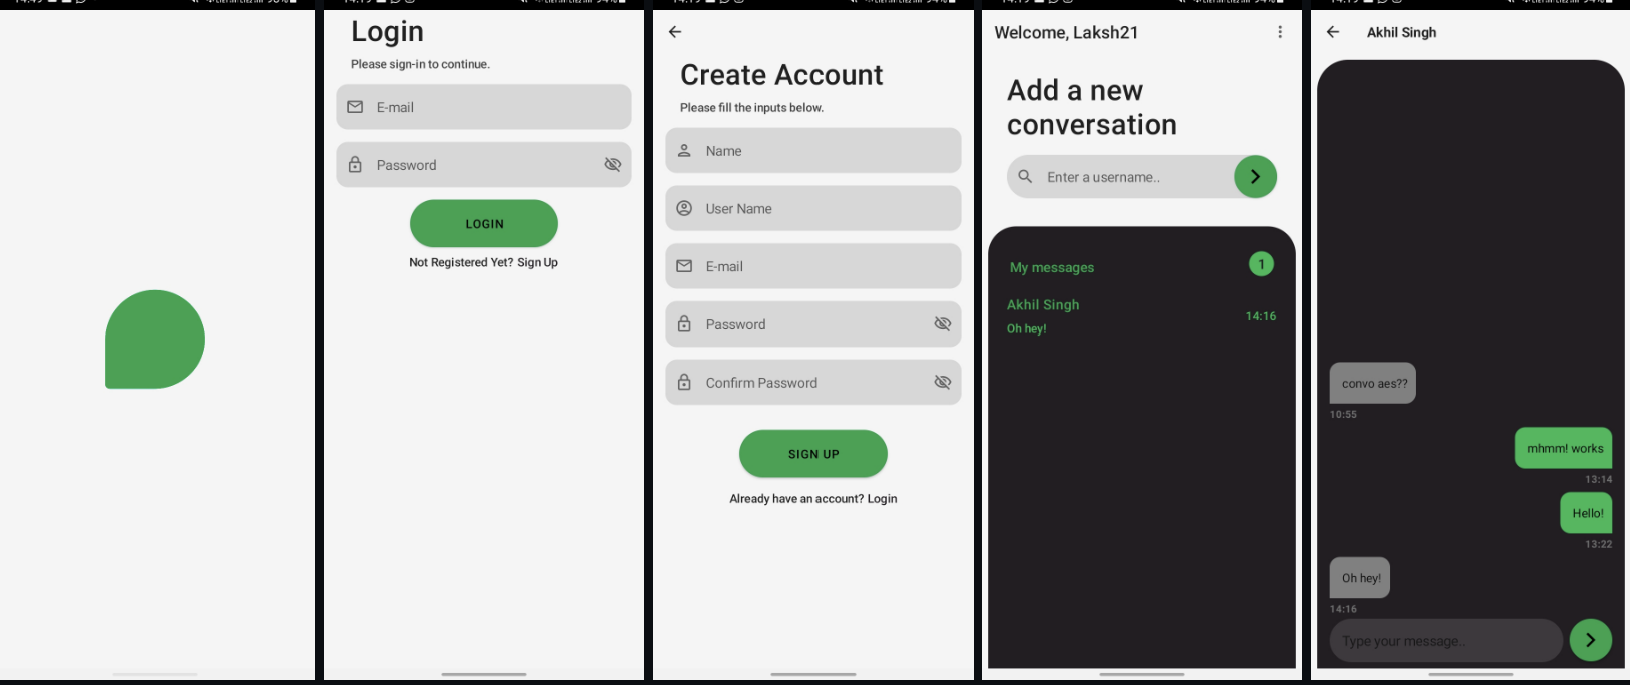 Login
Please sign-in to continue.
E-mail
Password
LOGIN
Not Registered Yet? Sign Up
Create Account
Please fill the inputs below.
Name
User Name
E-mail
Password
Confirm Password
SIGN UP
Already have an account? Login
Welcome, Laksh21
Add a new
conversation
Enter a username..
My messages
1
Akhil Singh
14:16
Oh hey!
Akhil Singh
convo aes??
10:55
mhmm! works
13:14
Hello!
13:22
Oh hey!
14:16
Type your message..